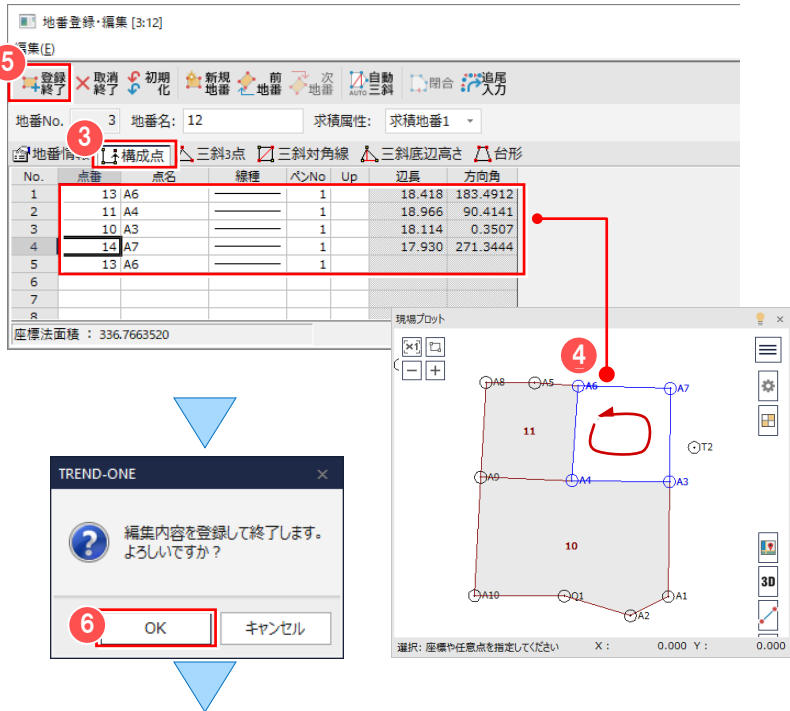 地番登録・編集 [3:12]
編集(E)
5
登録終了 取消終了 初期化 新規地番 前地番 次地番 AUTO 自動三斜 閉合 追尾入力
地番No. 3 地番名: 12 求積属性: 求積地番1
3
地番情報 構成点 三斜3点 三斜対角線 三斜底辺高さ 台形
No. 点番 点名 線種 ペンNo Up 辺長 方向角
1 13 A6 1 18.418 183.4912
2 11 A4 1 18.966 90.4141
3 10 A3 1 18.114 0.3507
4 14 A7 1 17.930 271.3444
5 13 A6 1
6
7
8
座標法面積 : 336.7663520
現場プロット
×1
4
A8 A5 A6 A7
11
T2
A9 A4 A3
10
3D
A10 Q1 A1
A2
選択: 座標や任意点を指定してください X : 0.000 Y : 0.000
TREND-ONE
編集内容を登録して終了します。
よろしいですか？
6
OK キャンセル